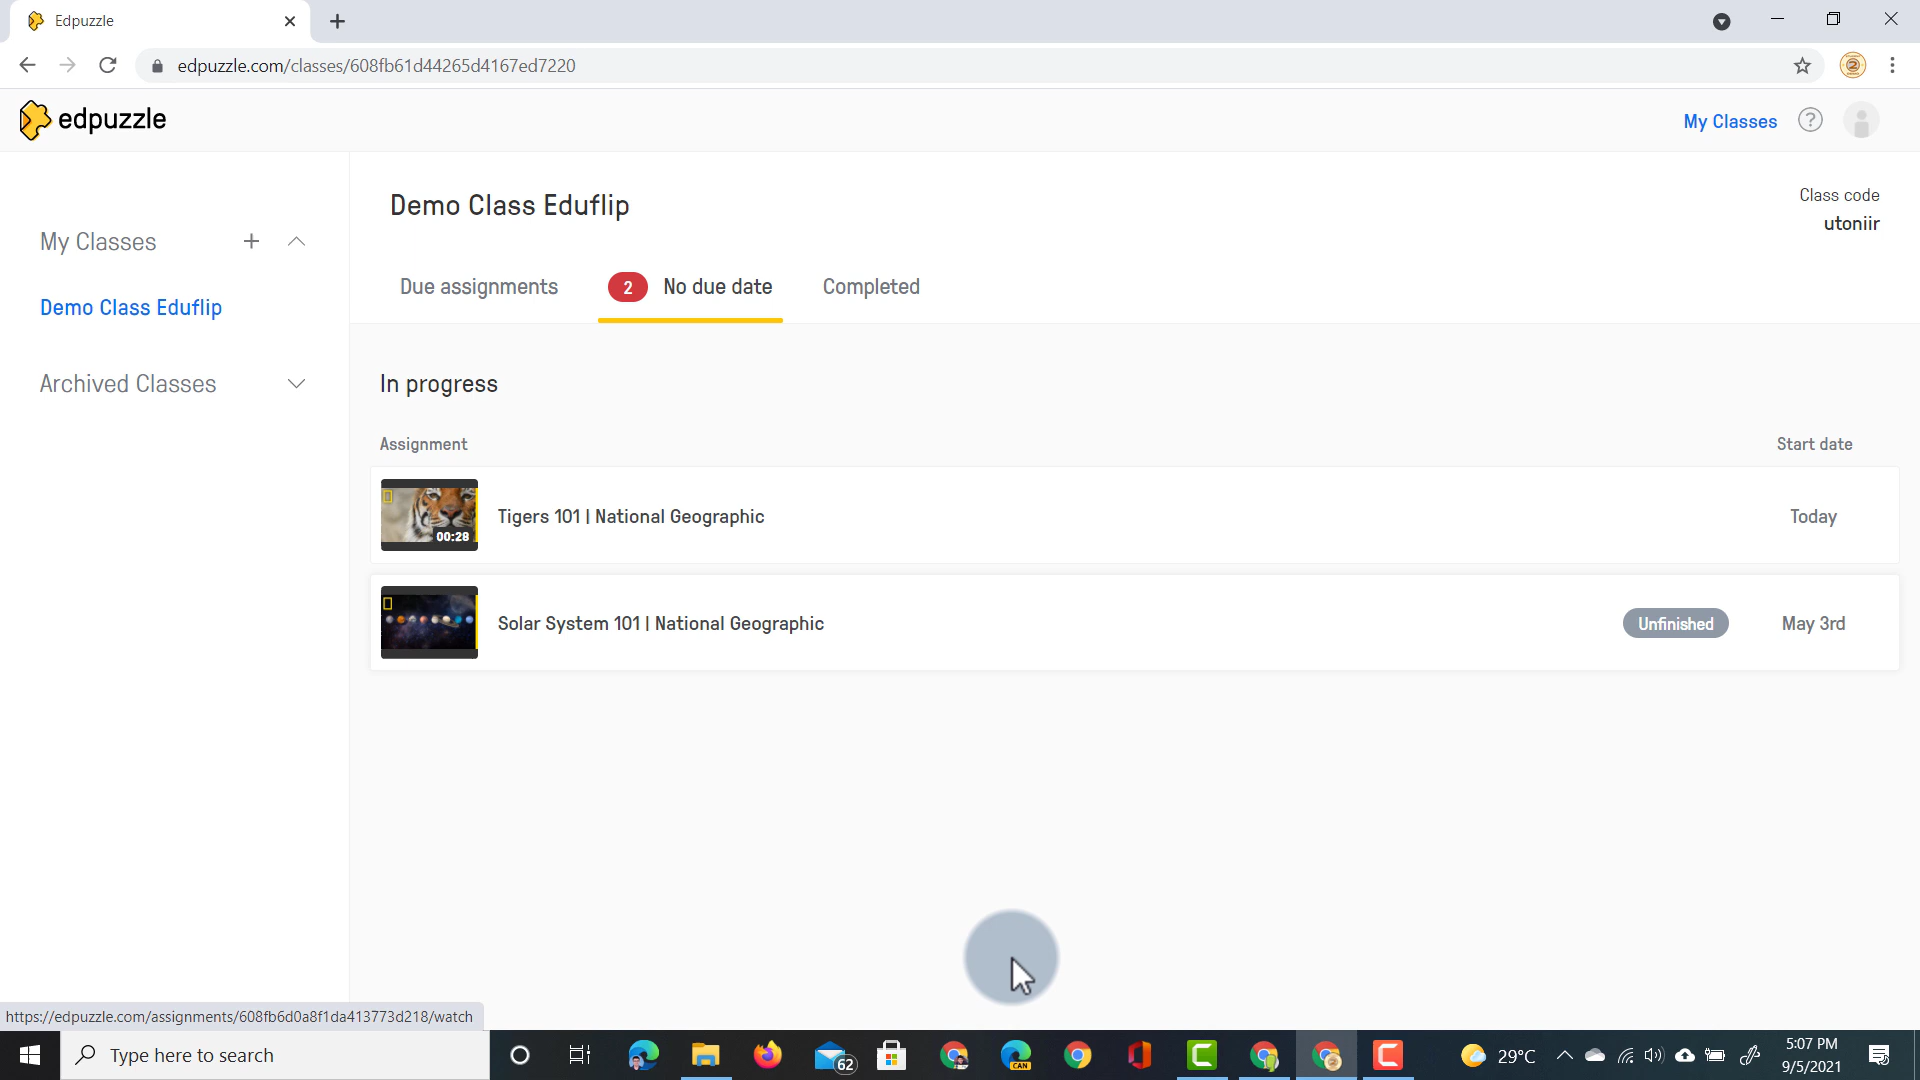 Edpuzzle
edpuzzle.com/classes/608fb61d44265d4167ed7220
edpuzzle
My Classes
Demo Class Eduflip
Class code
utoniir
My Classes
Demo Class Eduflip
Archived Classes
Due assignments
2 No due date
Completed
In progress
Assignment
Start date
00:28
Tigers 101 | National Geographic
Today
Solar System 101 | National Geographic
Unfinished
May 3rd
https://edpuzzle.com/assignments/608fb6d0a8f1da413773d218/watch
Type here to search
62
CAN
29°C
5:07 PM
9/5/2021